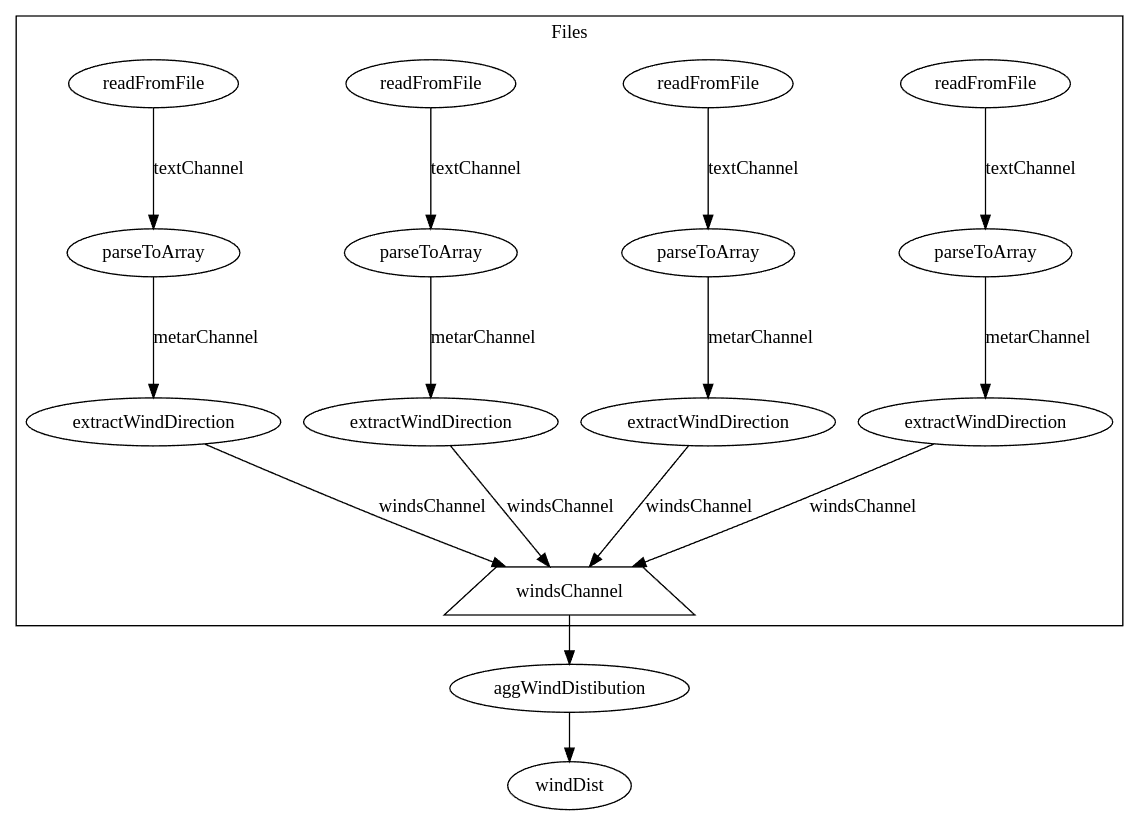 Files
readFromFile readFromFile readFromFile readFromFile
textChannel textChannel textChannel textChannel
parseToArray parseToArray parseToArray parseToArray
metarChannel metarChannel metarChannel metarChannel
extractWindDirection extractWindDirection extractWindDirection extractWindDirection
windsChannel windsChannel windsChannel windsChannel
windsChannel
aggWindDistibution
windDist